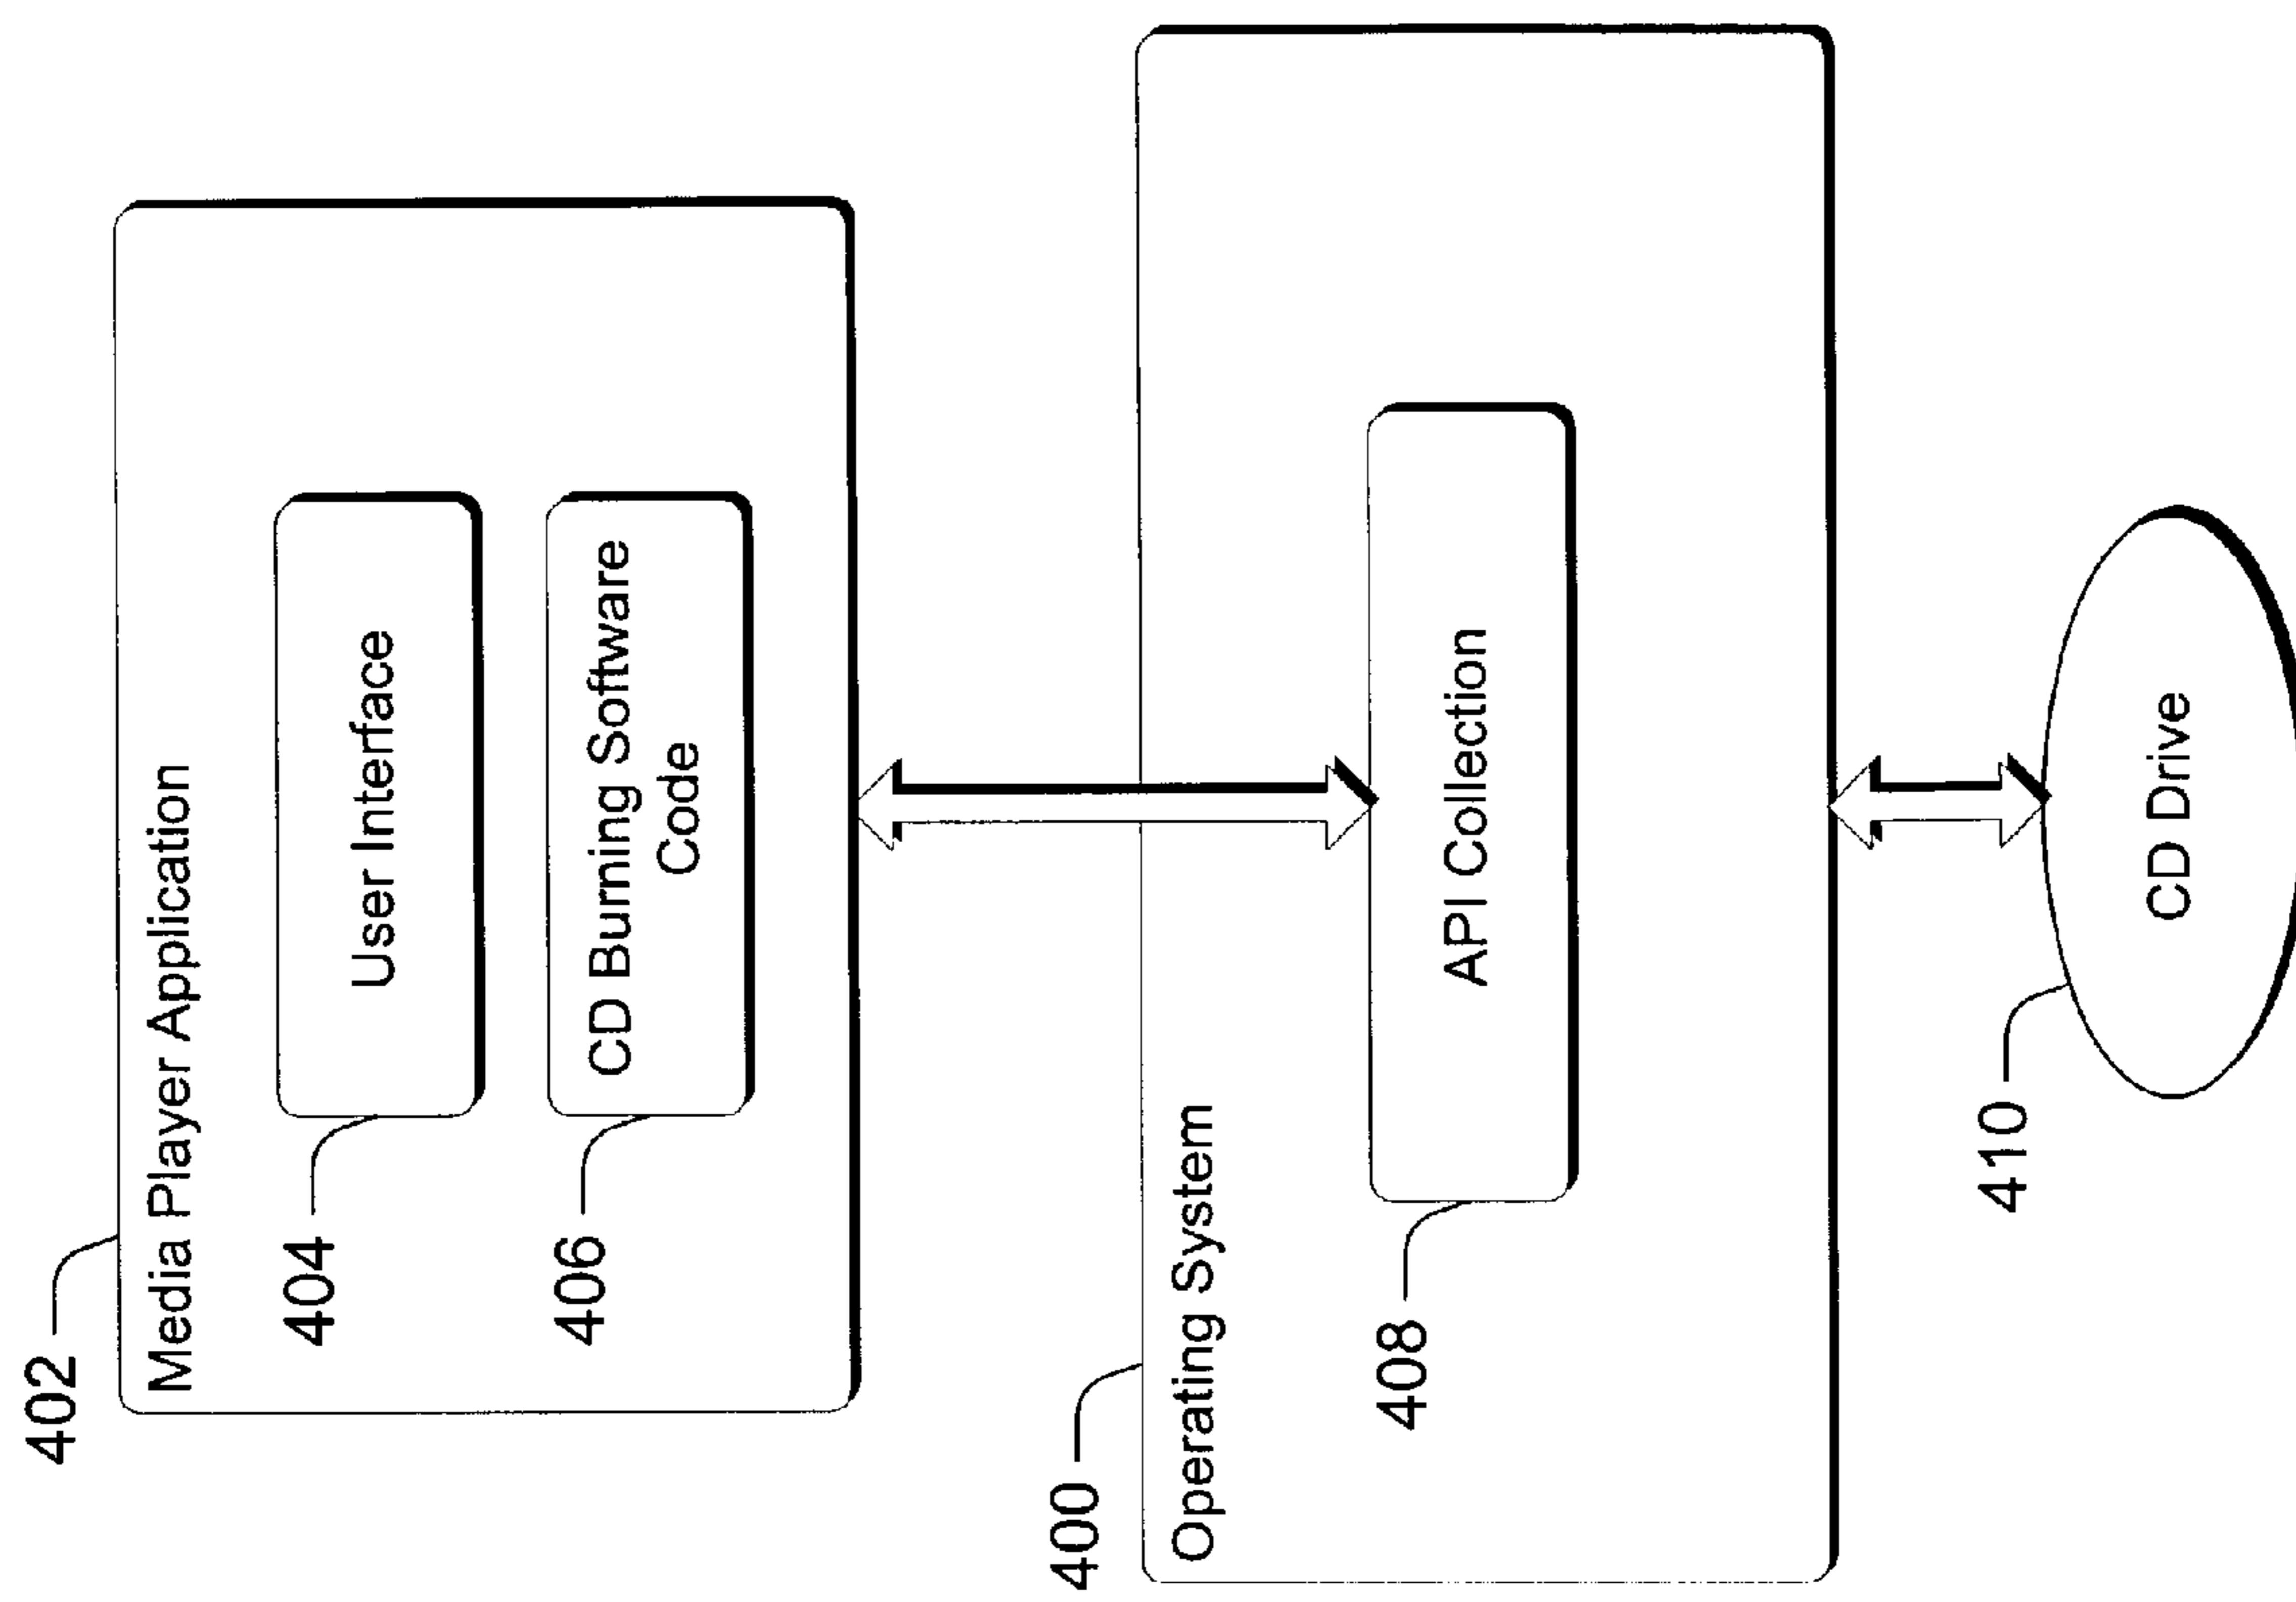 402
Media Player Application
404
User Interface
406
CD Burning Software
Code
400
Operating System
408
API Collection
410
CD Drive